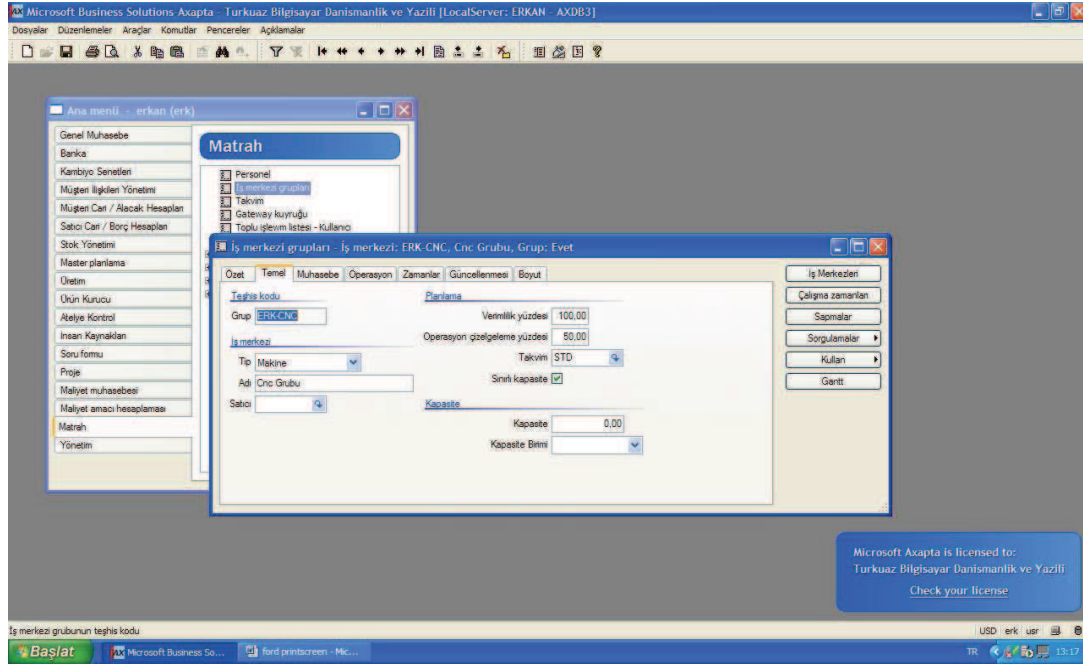 Microsoft Business Solutions-Axapta - Turkuaz Bilgisayar Danismanlik ve Yazili [LocalServer: ERKAN - AXDB3]
Dosyalar Düzenlemeler Araçlar Komutlar Pencereler Açıklamalar
Ana menü - erkan (erk)
Genel Muhasebe
Banka
Kambiyo Senetleri
Müşteri İlişkileri Yönetimi
Müşteri Cari / Alacak Hesapları
Satıcı Cari / Borç Hesapları
Stok Yönetimi
Master planlama
Üretim
Ürün Kurucu
Atelye Kontrol
İnsan Kaynakları
Soru formu
Proje
Maliyet muhasebesi
Maliyet amacı hesaplaması
Matrah
Yönetim
Matrah
Personel
İş merkezi grupları
Takvim
Gateway kuyruğu
Toplu işlewm listesi - Kullanıcı
İş merkezi grupları - İş merkezi: ERK-CNC, Cnc Grubu, Grup: Evet
Özet Temel Muhasebe Operasyon Zamanlar Güncellenmesi Boyut
Teşhis kodu
Grup ERK-CNC
İş merkezi
Tip Makine
Adı Cnc Grubu
Satıcı
Planlama
Verimlilik yüzdesi 100,00
Operasyon çizelgeleme yüzdesi 50,00
Takvim STD
Sınırlı kapasite
Kapasite
Kapasite 0,00
Kapasite Birimi
İş Merkezleri
Çalışma zamanları
Sapmalar
Sorgulamalar
Kullan
Gantt
Microsoft Axapta is licensed to:
Turkuaz Bilgisayar Danismanlik ve Yazili
Check your license
İş merkezi grubunun teşhis kodu
USD erk usr
Başlat Microsoft Business So... ford printscreen - Mic... TR 13:17